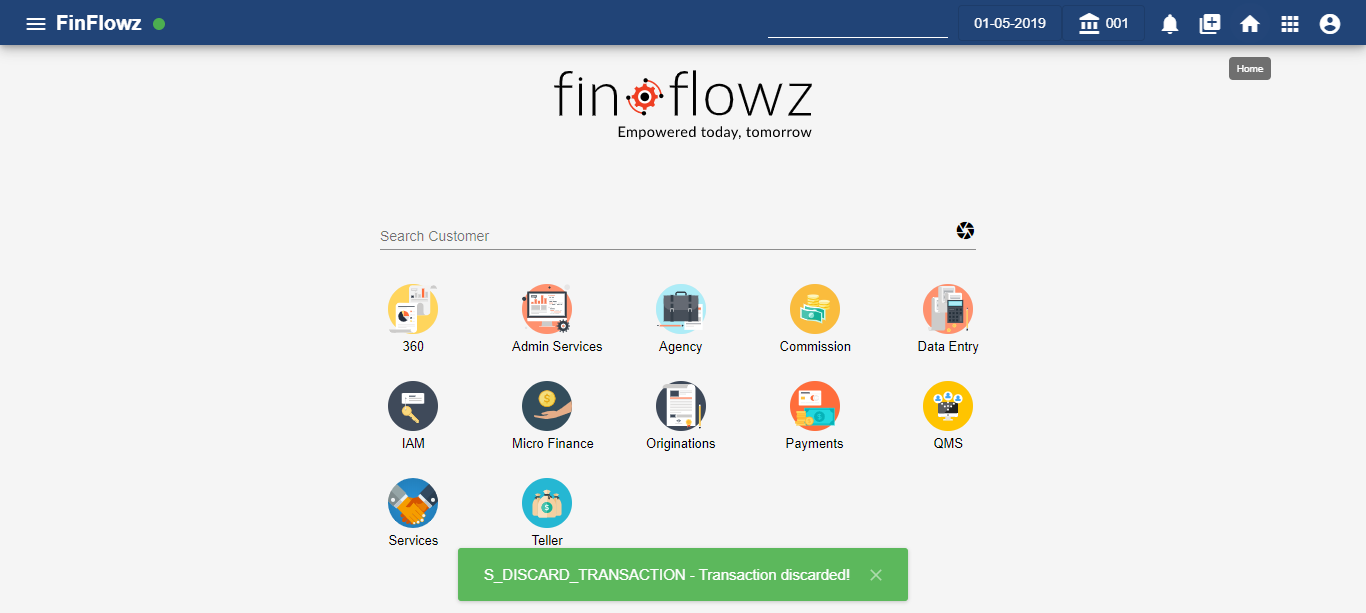 FinFlowz
01-05-2019
001
Home
finflowz
Empowered today, tomorrow
Search Customer
360
Admin Services
Agency
Commission
Data Entry
IAM
Micro Finance
Originations
Payments
QMS
Services
Teller
S_DISCARD_TRANSACTION - Transaction discarded!